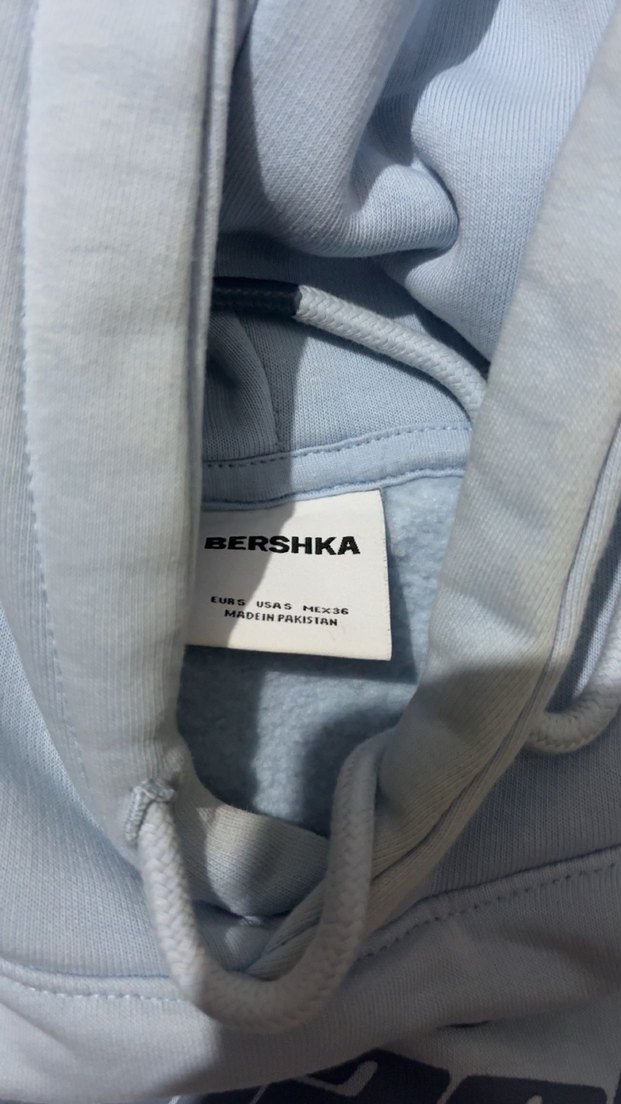 BERSHKA
EUR S USA S MEX 36
MADE IN PAKISTAN